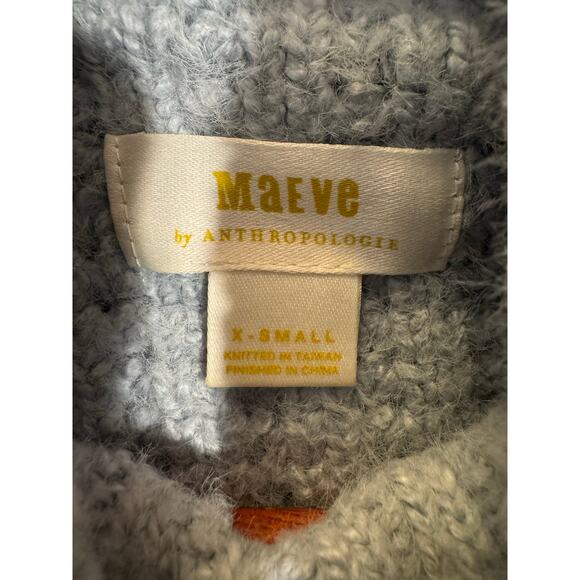 MaEve
by ANTHROPOLOGIE
X-SMALL
KNITTED IN TAIWAN
FINISHED IN CHINA